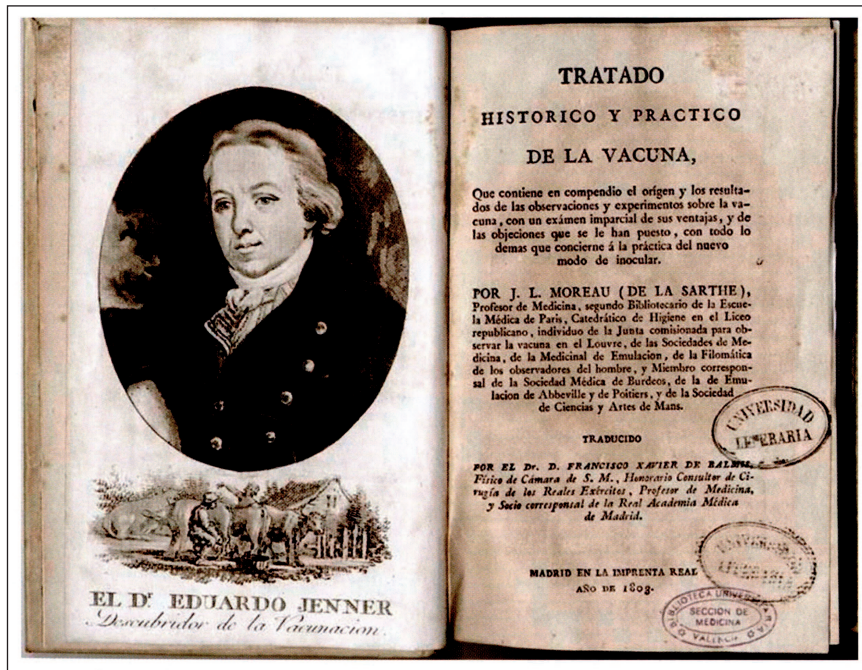 EL Dr. EDUARDO JENNER
Descubridor de la Vacunacion.
TRATADO
HISTORICO Y PRACTICO
DE LA VACUNA,
Que contiene en compendio el orígen y los resulta-
dos de las observaciones y experimentos sobre la va-
cuna, con un exámen imparcial de sus ventajas, y de
las objeciones que se le han puesto, con todo lo
demas que concierne á la práctica del nuevo
modo de inocular.
POR J. L. MOREAU (DE LA SARTHE),
Profesor de Medicina, segundo Bibliotecario de la Escue-
la Médica de Paris, Catedrático de Higiene en el Liceo
republicano, individuo de la Junta comisionada para ob-
servar la vacuna en el Louvre, de las Sociedades de Me-
dicina, de la Medicinal de Emulacion, de la Filomática
de los observadores del hombre, y Miembro correspon-
sal de la Sociedad Médica de Burdeos, de la de Emu-
lacion de Abbeville y de Poitiers, y de la Sociedad
de Ciencias y Artes de Mans.
UNIVERSIDAD
LITERARIA
TRADUCIDO
POR EL Dr. D. FRANCISCO XAVIER DE BALMIS,
Físico de Cámara de S. M., Honorario Consultor de Ci-
rugía de los Reales Exércitos, Profesor de Medicina,
y Socio corresponsal de la Real Academia Médica
de Madrid.
UNIVERSIDAD
LITERARIA
MADRID EN LA IMPRENTA REAL
AÑO DE 1803.
BIBLIOTECA UNIVERSITARIA D
SECCIÓN DE
MEDICINA
VALENCIA